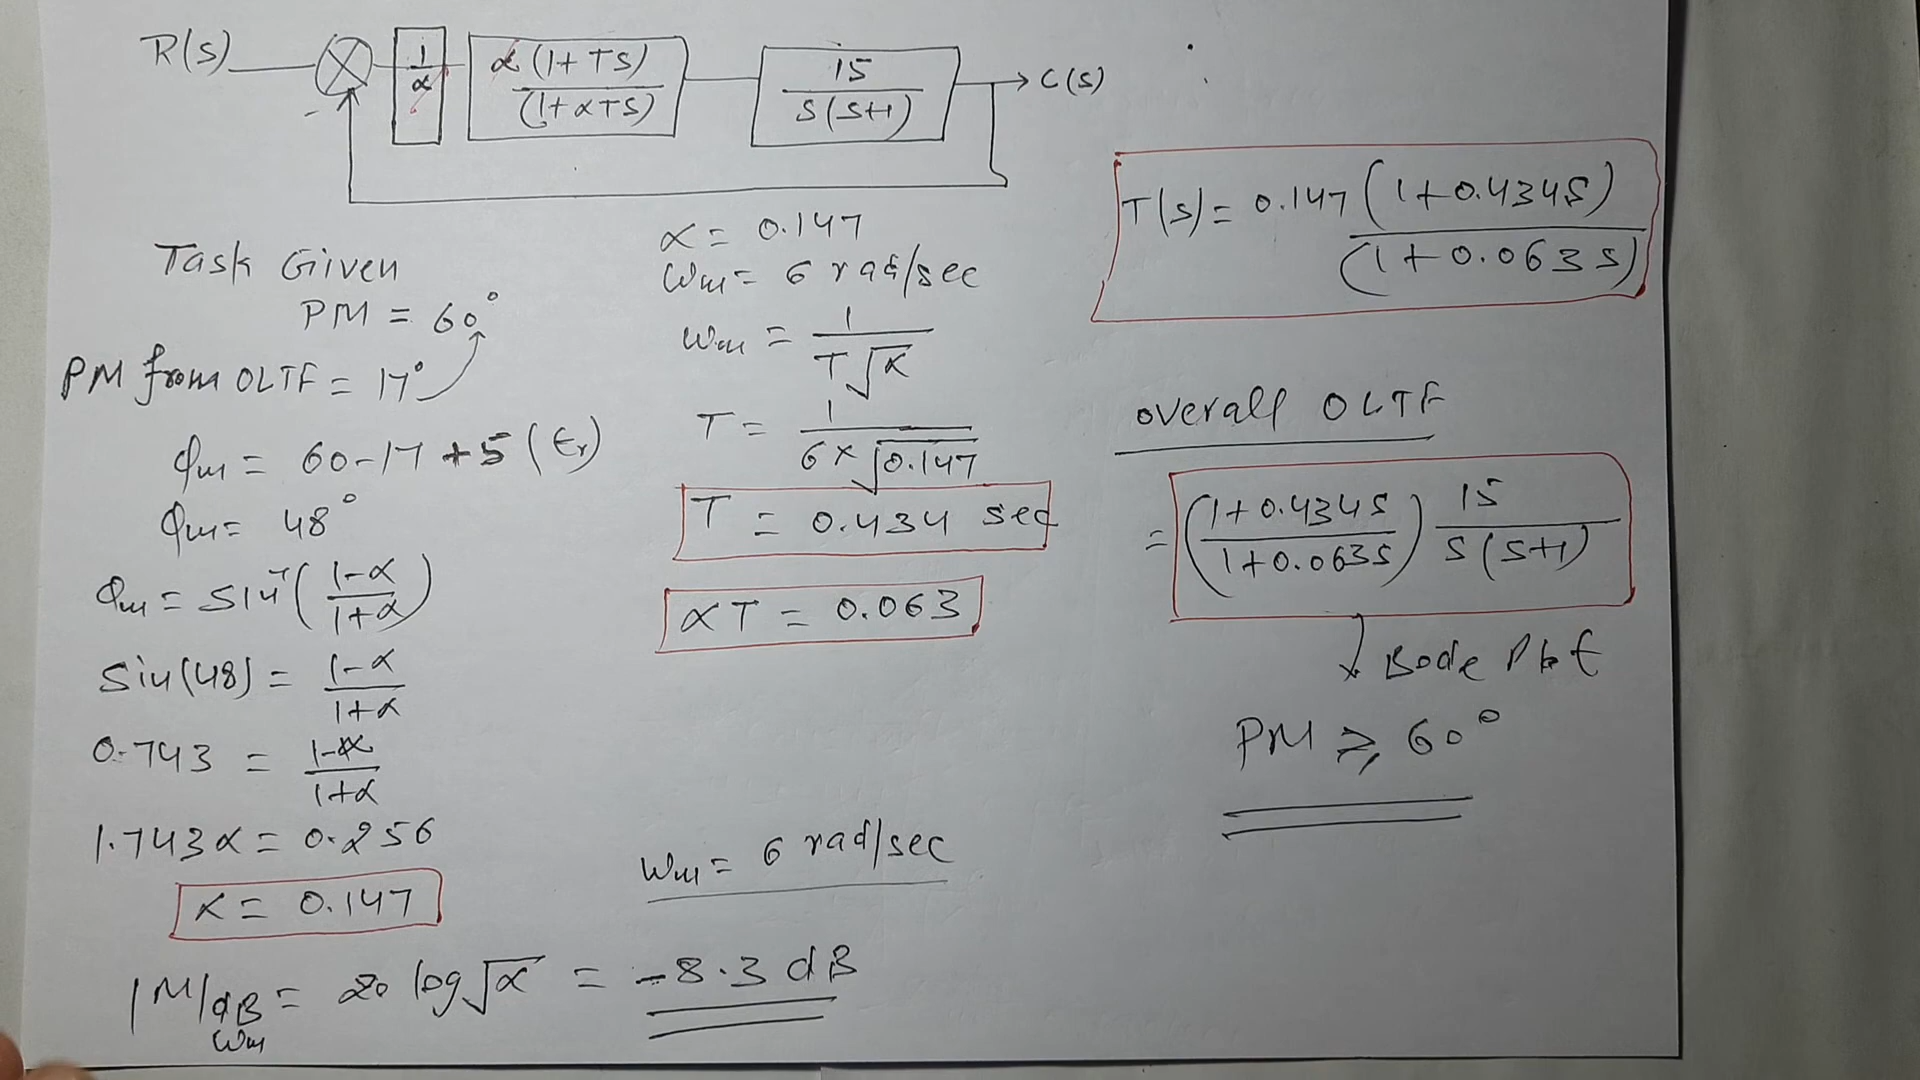 R(s) 1/α α(1+Ts)/(1+αTs) 15/s(s+1) C(s)
-
Task Given
PM = 60°
PM from OLTF = 17°
φm = 60-17+5 (Er)
φm = 48°
φm = sin⁻¹((1-α)/(1+α))
sin(48) = (1-α)/(1+α)
0.743 = (1-α)/(1+α)
1.743α = 0.256
α = 0.147
|M|dB ωm = 20 log√α = -8.3 dB
α = 0.147
ωm = 6 rad/sec
ωm = 1/(T√α)
T = 1/(6×√0.147)
T = 0.434 sec
αT = 0.063
ωm = 6 rad/sec
T(s) = 0.147 (1+0.434s)/(1+0.063s)
overall OLTF
= ((1+0.434s)/(1+0.063s)) 15/s(s+1)
↓ Bode Plot
PM ≥ 60°